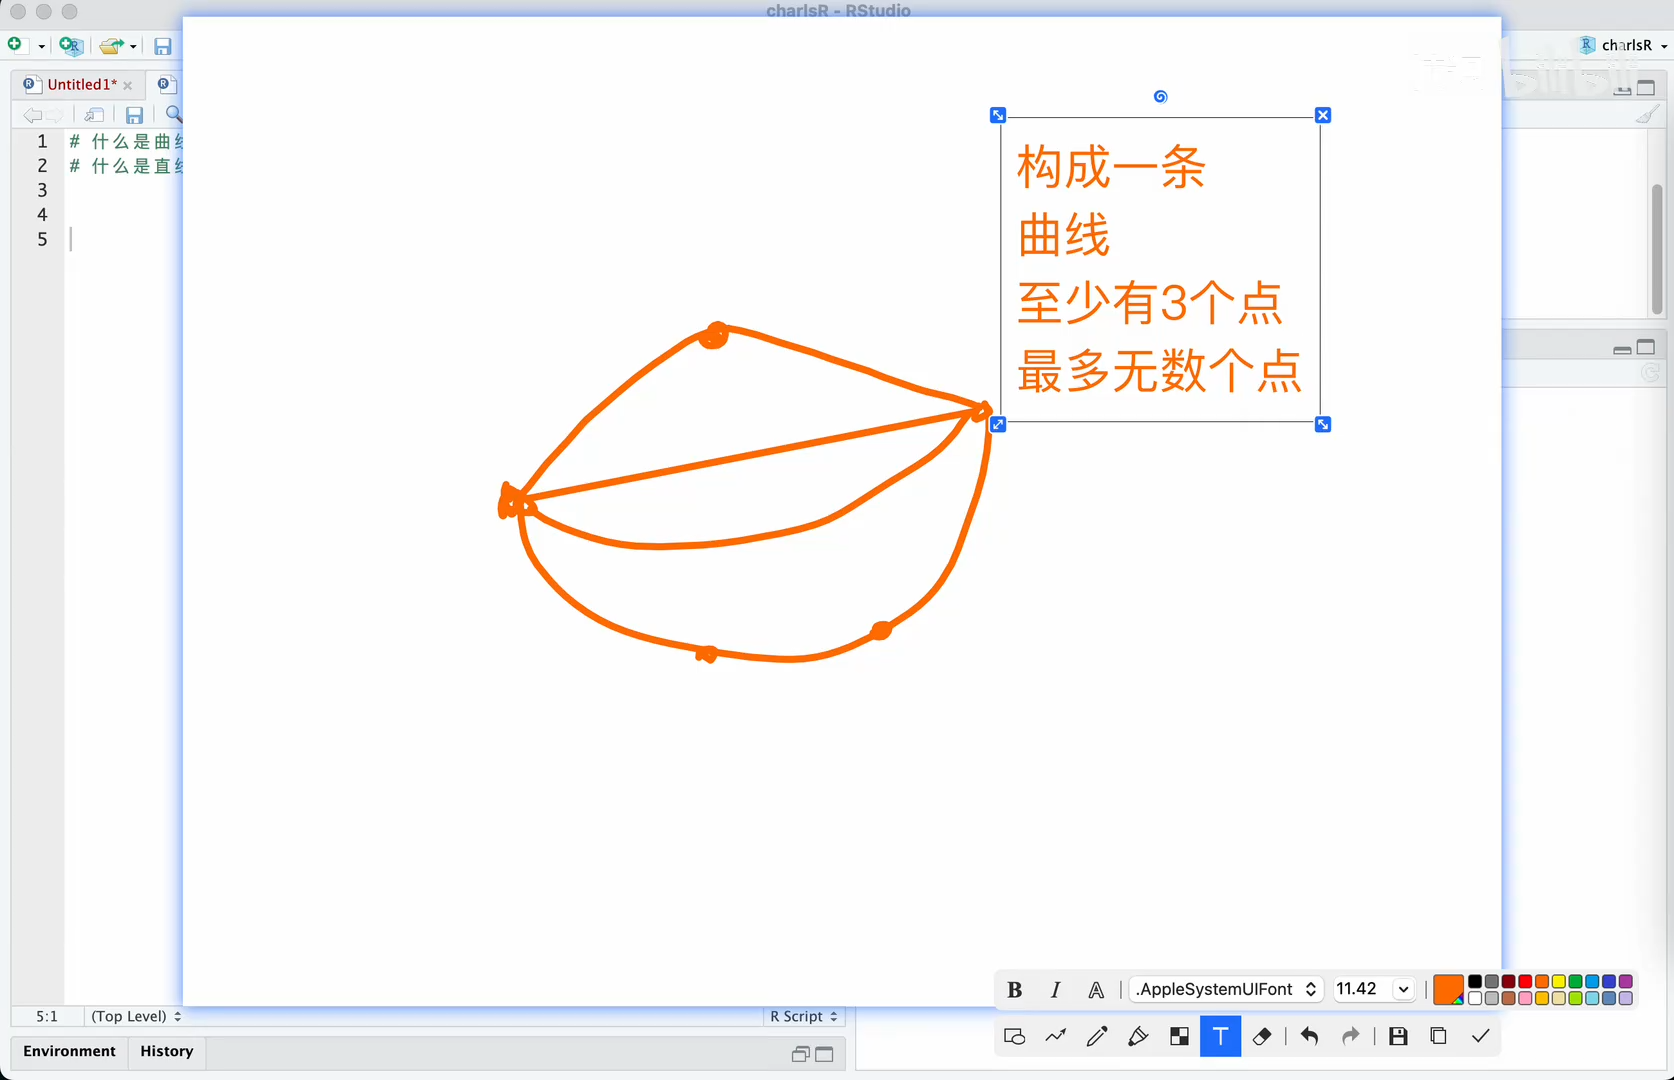 charlsR - RStudio
charlsR
Untitled1*
1 # 什么是曲
2 # 什么是直
3
4
5
构成一条
曲线
至少有3个点
最多无数个点
bilibili
5:1 (Top Level) R Script
Environment History
B I A .AppleSystemUIFont 11.42
T